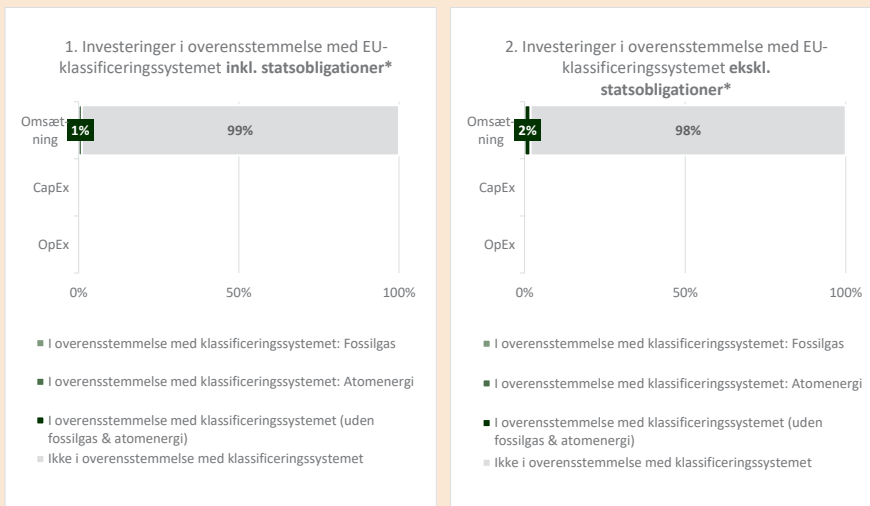 1. Investeringer i overensstemmelse med EU-
klassificeringssystemet inkl. statsobligationer*
Omsæt-
ning
1%
99%
CapEx
OpEx
0%
50%
100%
I overensstemmelse med klassificeringssystemet: Fossilgas
I overensstemmelse med klassificeringssystemet: Atomenergi
I overensstemmelse med klassificeringssystemet (uden
fossilgas & atomenergi)
Ikke i overensstemmelse med klassificeringssystemet
2. Investeringer i overensstemmelse med EU-
klassificeringssystemet ekskl.
statsobligationer*
Omsæt-
ning
2%
98%
CapEx
OpEx
0%
50%
100%
I overensstemmelse med klassificeringssystemet: Fossilgas
I overensstemmelse med klassificeringssystemet: Atomenergi
I overensstemmelse med klassificeringssystemet (uden
fossilgas & atomenergi)
Ikke i overensstemmelse med klassificeringssystemet